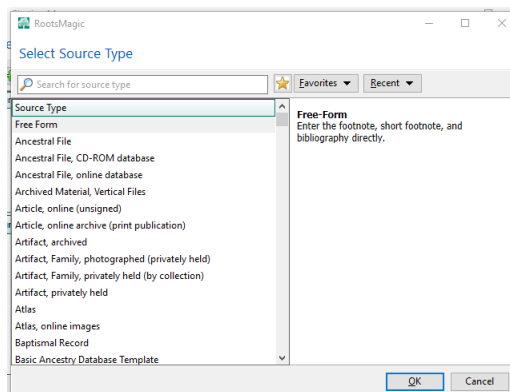 RootsMagic
Select Source Type
Search for source type
Favorites
Recent
Source Type
Free Form
Ancestral File
Ancestral File, CD-ROM database
Ancestral File, online database
Archived Material, Vertical Files
Article, online (unsigned)
Article, online archive (print publication)
Artifact, archived
Artifact, Family, photographed (privately held)
Artifact, Family, privately held (by collection)
Artifact, privately held
Atlas
Atlas, online images
Baptismal Record
Basic Ancestry Database Template
Free-Form
Enter the footnote, short footnote, and
bibliography directly.
OK
Cancel